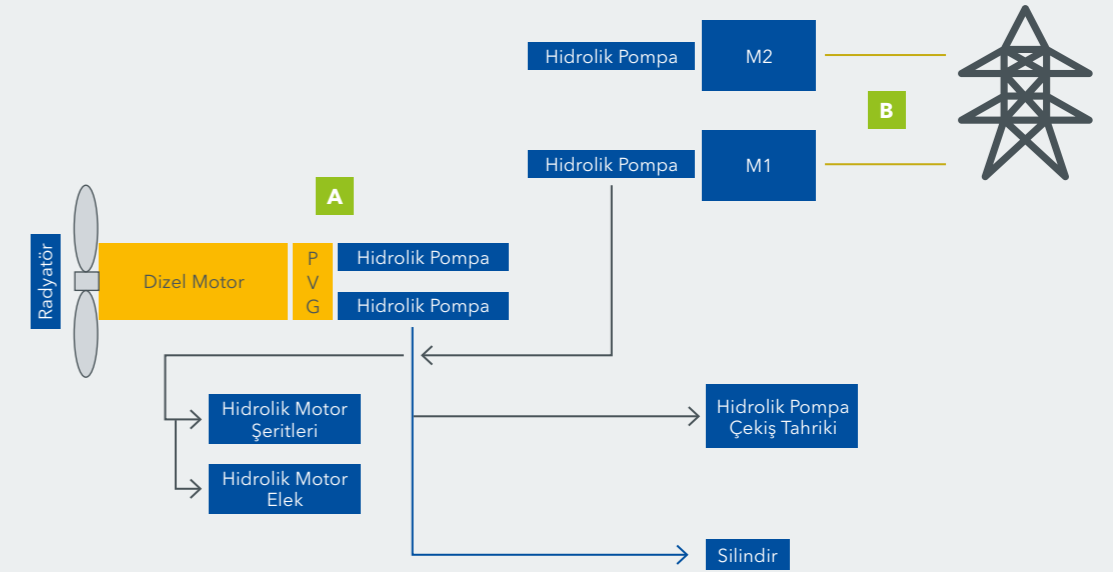 Hidrolik Pompa
M2
B
Hidrolik Pompa
M1
A
Radyatör
Dizel Motor
P
V
G
Hidrolik Pompa
Hidrolik Pompa
Hidrolik Motor
Şeritleri
Hidrolik Pompa
Çekiş Tahriki
Hidrolik Motor
Elek
Silindir